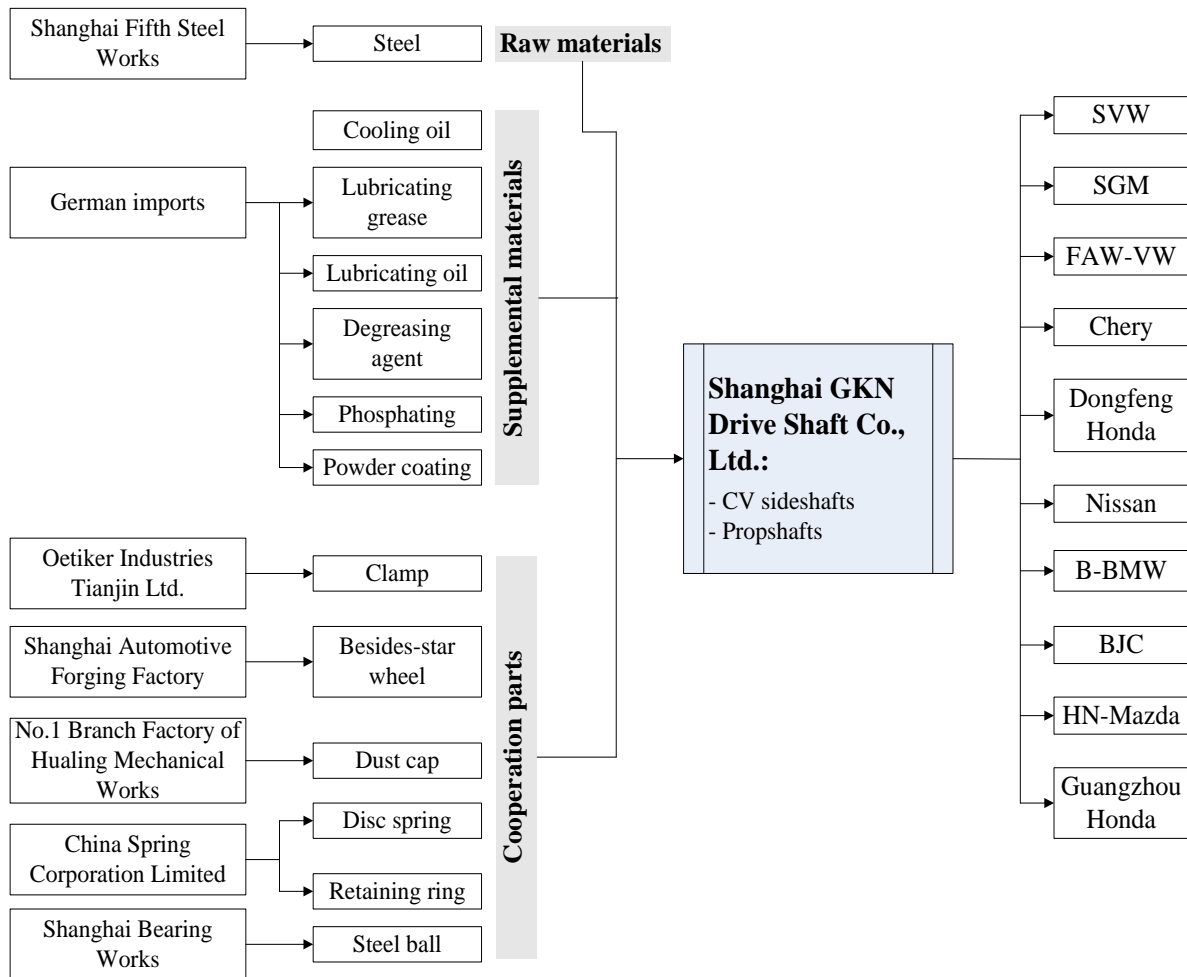 Shanghai Fifth Steel
Works
Steel
Raw materials
Cooling oil
German imports
Lubricating
grease
Lubricating oil
Degreasing
agent
Phosphating
Powder coating
Supplemental materials
Oetiker Industries
Tianjin Ltd.
Clamp
Shanghai Automotive
Forging Factory
Besides-star
wheel
No.1 Branch Factory of
Hualing Mechanical
Works
Dust cap
China Spring
Corporation Limited
Disc spring
Retaining ring
Shanghai Bearing
Works
Steel ball
Cooperation parts
Shanghai GKN
Drive Shaft Co.,
Ltd.:
- CV sideshafts
- Propshafts
SVW
SGM
FAW-VW
Chery
Dongfeng
Honda
Nissan
B-BMW
BJC
HN-Mazda
Guangzhou
Honda